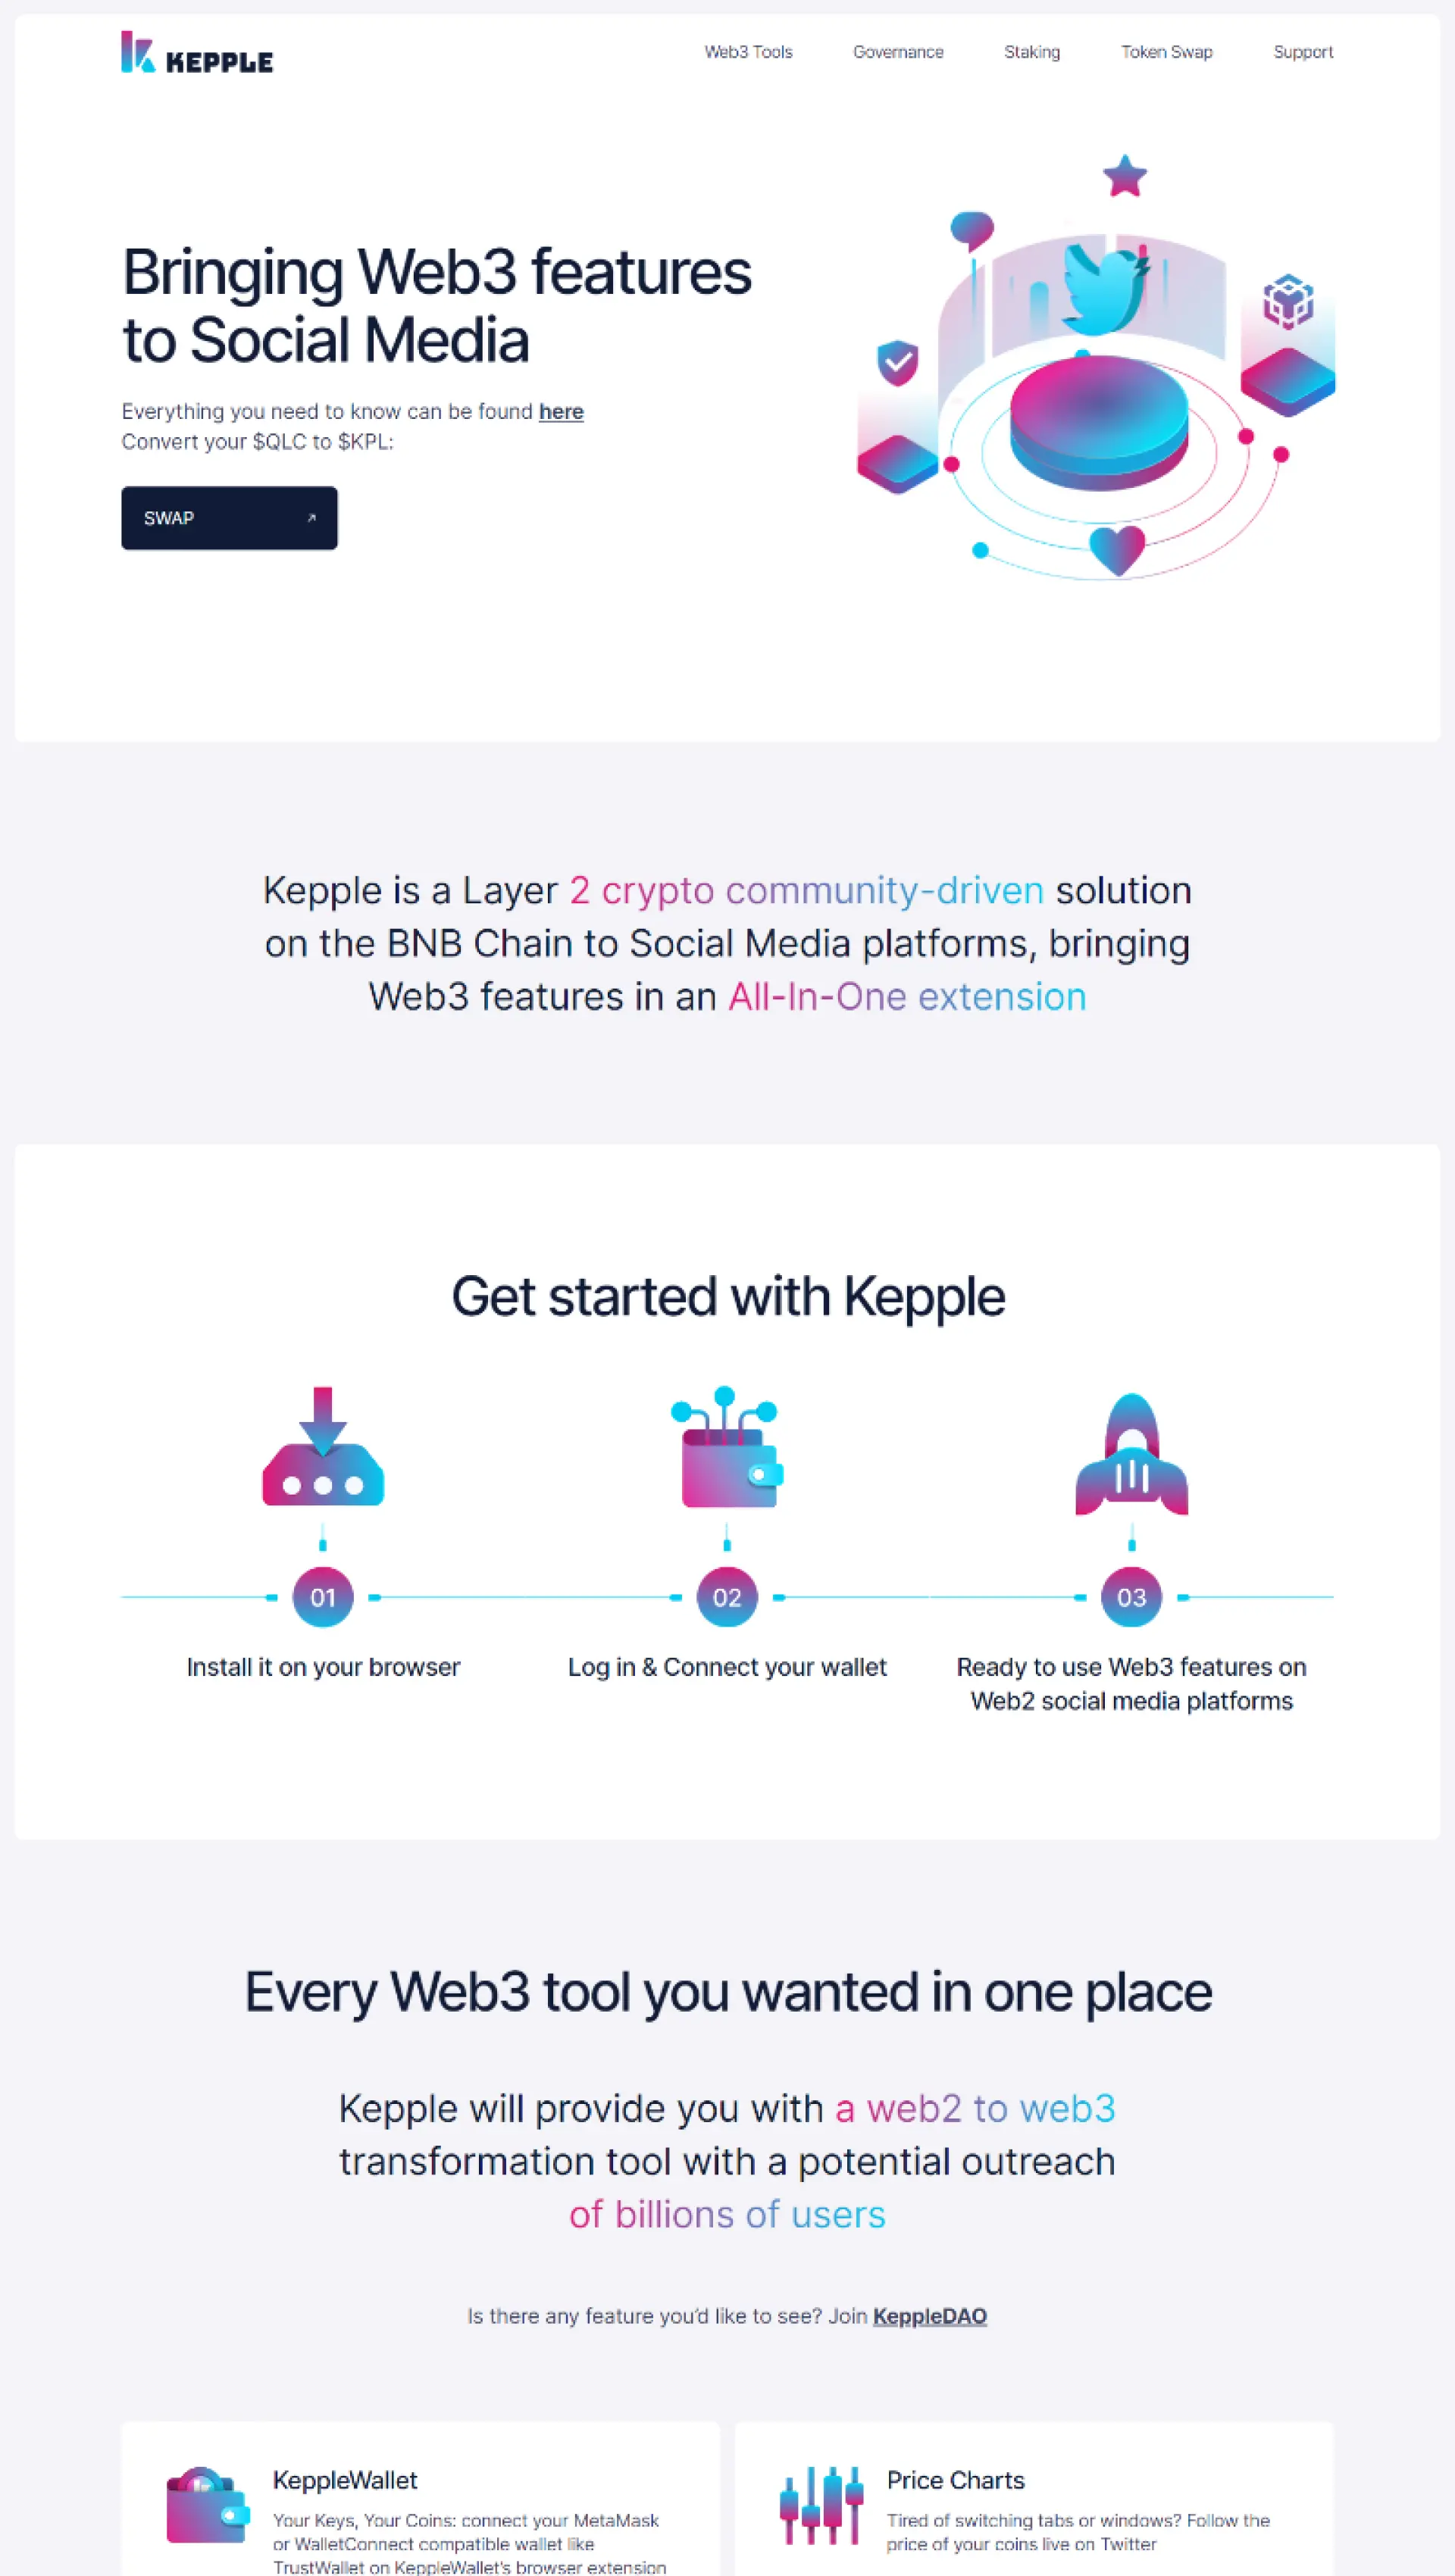 KEPPLE
Web3 Tools
Governance
Staking
Token Swap
Support
Bringing Web3 features
to Social Media
Everything you need to know can be found here
Convert your $QLC to $KPL:
SWAP
Kepple is a Layer 2 crypto community-driven solution
on the BNB Chain to Social Media platforms, bringing
Web3 features in an All-In-One extension
Get started with Kepple
01
Install it on your browser
02
Log in & Connect your wallet
03
Ready to use Web3 features on
Web2 social media platforms
Every Web3 tool you wanted in one place
Kepple will provide you with a web2 to web3
transformation tool with a potential outreach
of billions of users
Is there any feature you’d like to see? Join KeppleDAO
KeppleWallet
Your Keys, Your Coins: connect your MetaMask
or WalletConnect compatible wallet like
TrustWallet on KeppleWallet's browser extension
Price Charts
Tired of switching tabs or windows? Follow the
price of your coins live on Twitter